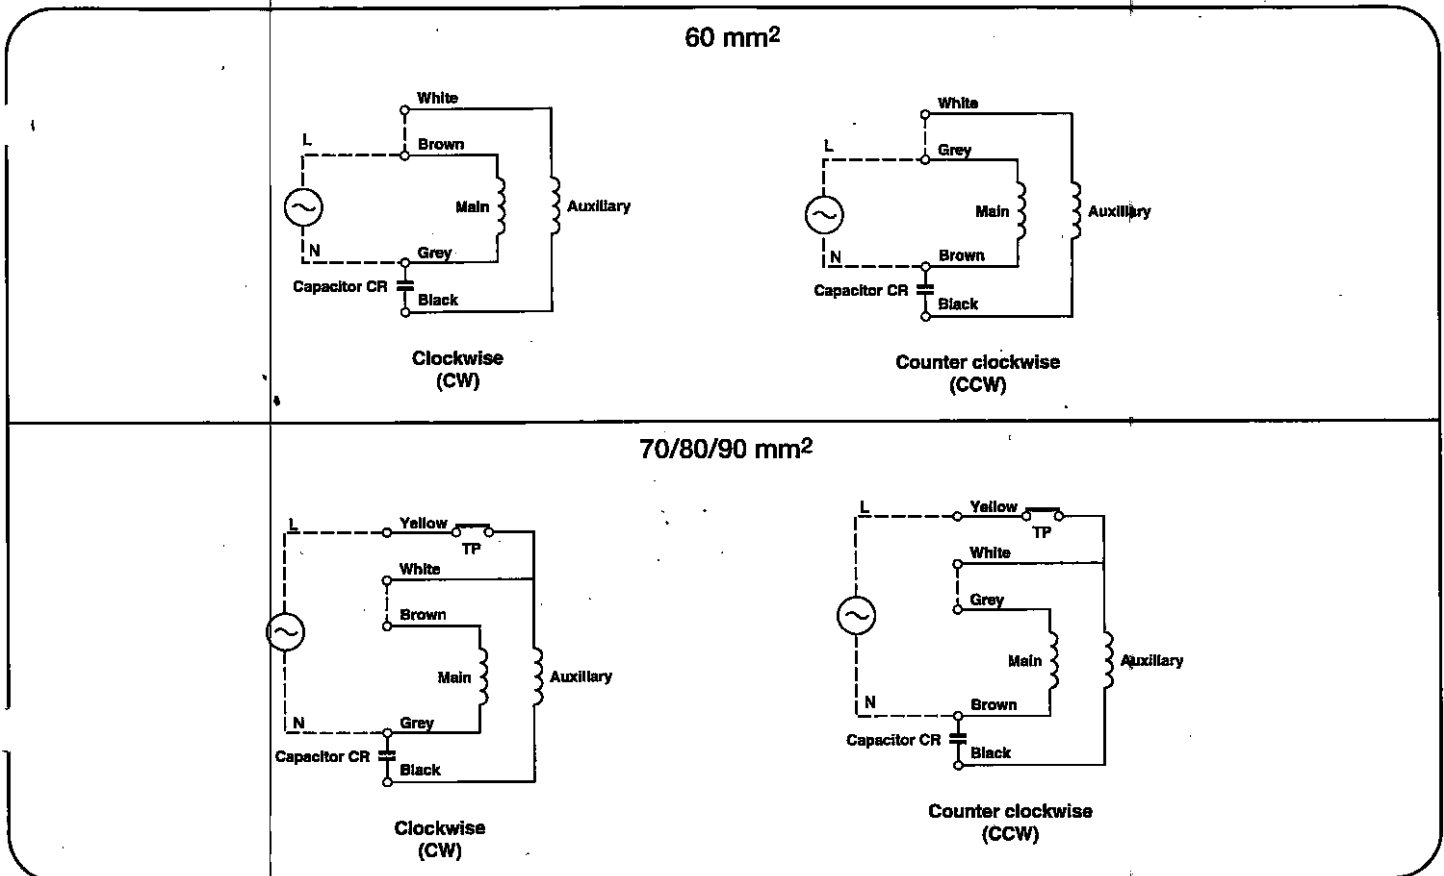 60 mm²
White
L
Brown
Main
Auxiliary
N
Grey
Capacitor CR
Black
Clockwise
(CW)
White
L
Grey
Main
Auxiliary
N
Brown
Capacitor CR
Black
Counter clockwise
(CCW)
70/80/90 mm²
L
Yellow
TP
White
Brown
Main
Auxiliary
N
Grey
Capacitor CR
Black
Clockwise
(CW)
L
Yellow
TP
White
Grey
Main
Auxiliary
N
Brown
Capacitor CR
Black
Counter clockwise
(CCW)